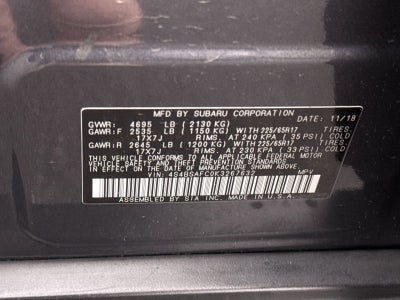 MFD BY SUBARU CORPORATION DATE: 11/18
GVWR: 4695 LB (2130 KG)
GAWR:F 2535 LB (1150 KG) WITH 225/65R17 TIRES.
17X7J RIMS. AT 240 KPA (35 PSI) COLD
GAWR:R 2645 LB (1200 KG) WITH 225/65R17 TIRES.
17X7J RIMS. AT 230 KPA (33 PSI) COLD
THIS VEHICLE CONFORMS TO ALL APPLICABLE FEDERAL MOTOR
VEHICLE SAFETY AND THEFT PREVENTION STANDARDS
IN EFFECT ON THE DATE OF MANUFACTURE SHOWN ABOVE.
VIN: 4S4BSAFC0K3267632 MPV
ASSEMBLED BY SIA INC. MADE IN U.S.A.